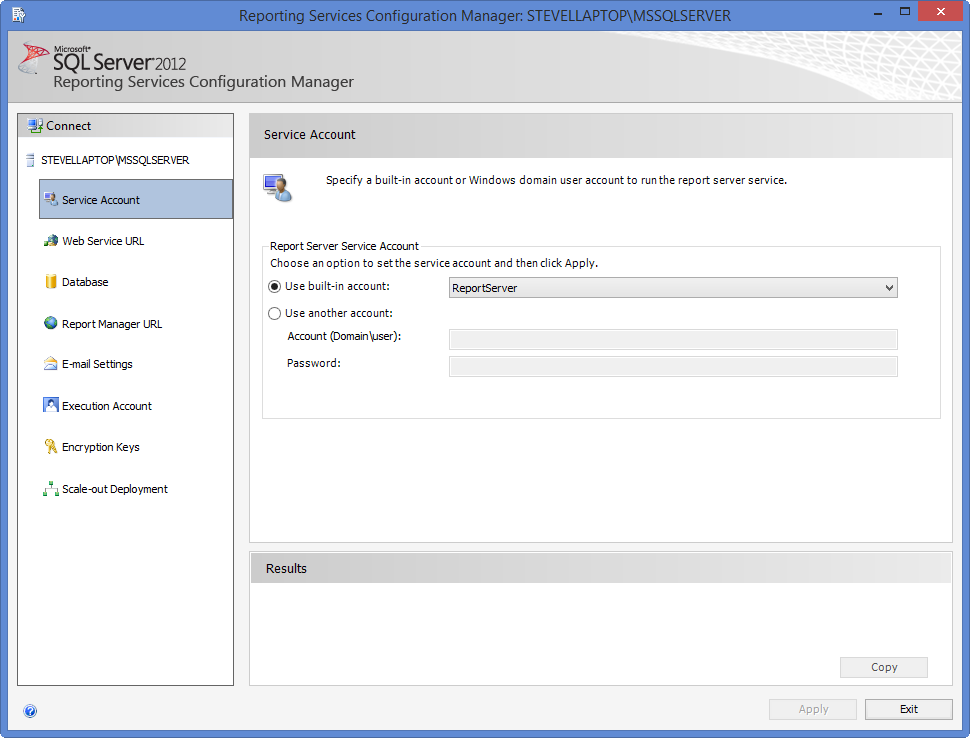 Reporting Services Configuration Manager: STEVELLAPTOP\MSSQLSERVER
Microsoft®
SQL Server 2012
Reporting Services Configuration Manager
Connect
STEVELLAPTOP\MSSQLSERVER
Service Account
Web Service URL
Database
Report Manager URL
E-mail Settings
Execution Account
Encryption Keys
Scale-out Deployment
Service Account
Specify a built-in account or Windows domain user account to run the report server service.
Report Server Service Account
Choose an option to set the service account and then click Apply.
Use built-in account:
ReportServer
Use another account:
Account (Domain\user):
Password:
Results
Copy
Apply
Exit